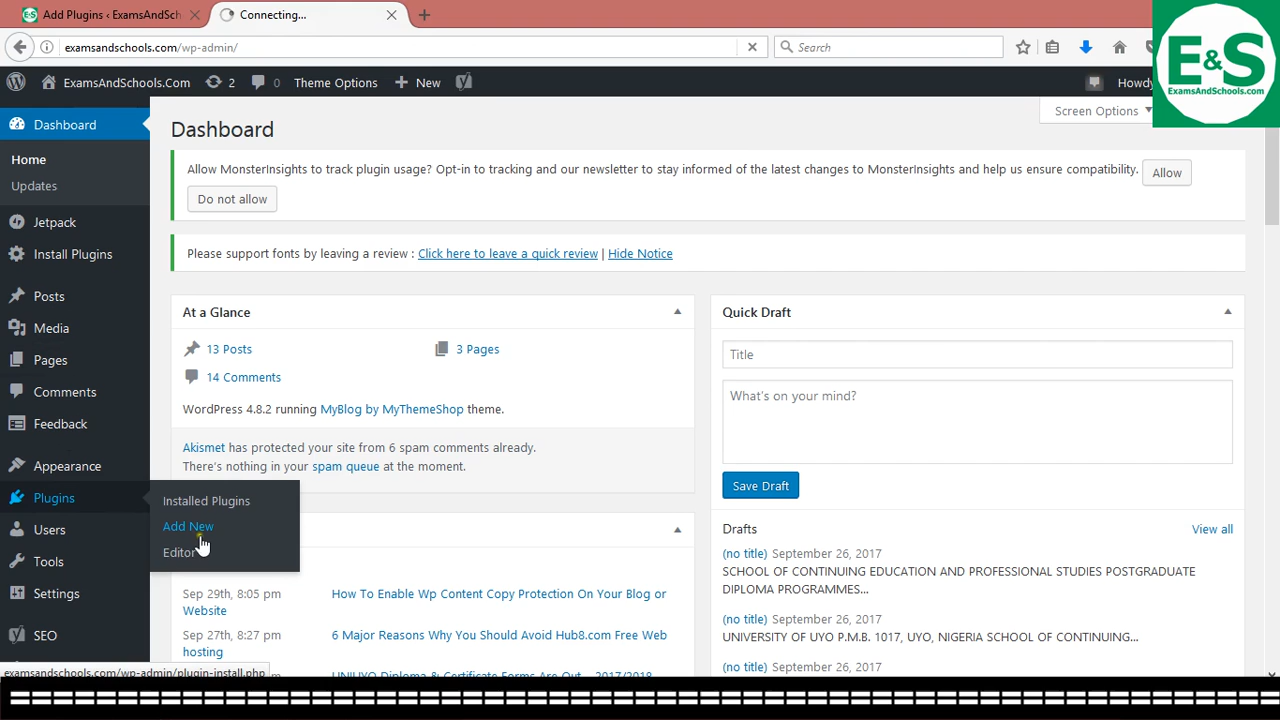 Add Plugins ‹ ExamsAndSch
Connecting...
examsandschools.com/wp-admin/
Search
E&S
ExamsAndSchools.com
ExamsAndSchools.Com
2
0
Theme Options
New
Howdy
Dashboard
Home
Updates
Jetpack
Install Plugins
Posts
Media
Pages
Comments
Feedback
Appearance
Plugins
Users
Tools
Settings
SEO
Installed Plugins
Add New
Editor
examsandschools.com/wp-admin/plugin-install.php
Screen Options
Dashboard
Allow MonsterInsights to track plugin usage? Opt-in to tracking and our newsletter to stay informed of the latest changes to MonsterInsights and help us ensure compatibility. Allow
Do not allow
Please support fonts by leaving a review : Click here to leave a quick review | Hide Notice
At a Glance
13 Posts
3 Pages
14 Comments
WordPress 4.8.2 running MyBlog by MyThemeShop theme.
Akismet has protected your site from 6 spam comments already.
There's nothing in your spam queue at the moment.
Sep 29th, 8:05 pm How To Enable Wp Content Copy Protection On Your Blog or
Website
Sep 27th, 8:27 pm 6 Major Reasons Why You Should Avoid Hub8.com Free Web
hosting
UNIUYO Diploma & Certificate Forms Are Out – 2017/2018
Quick Draft
Title
What's on your mind?
Save Draft
Drafts
View all
(no title) September 26, 2017
SCHOOL OF CONTINUING EDUCATION AND PROFESSIONAL STUDIES POSTGRADUATE
DIPLOMA PROGRAMMES…
(no title) September 26, 2017
UNIVERSITY OF UYO P.M.B. 1017, UYO, NIGERIA SCHOOL OF CONTINUING…
(no title) September 26, 2017